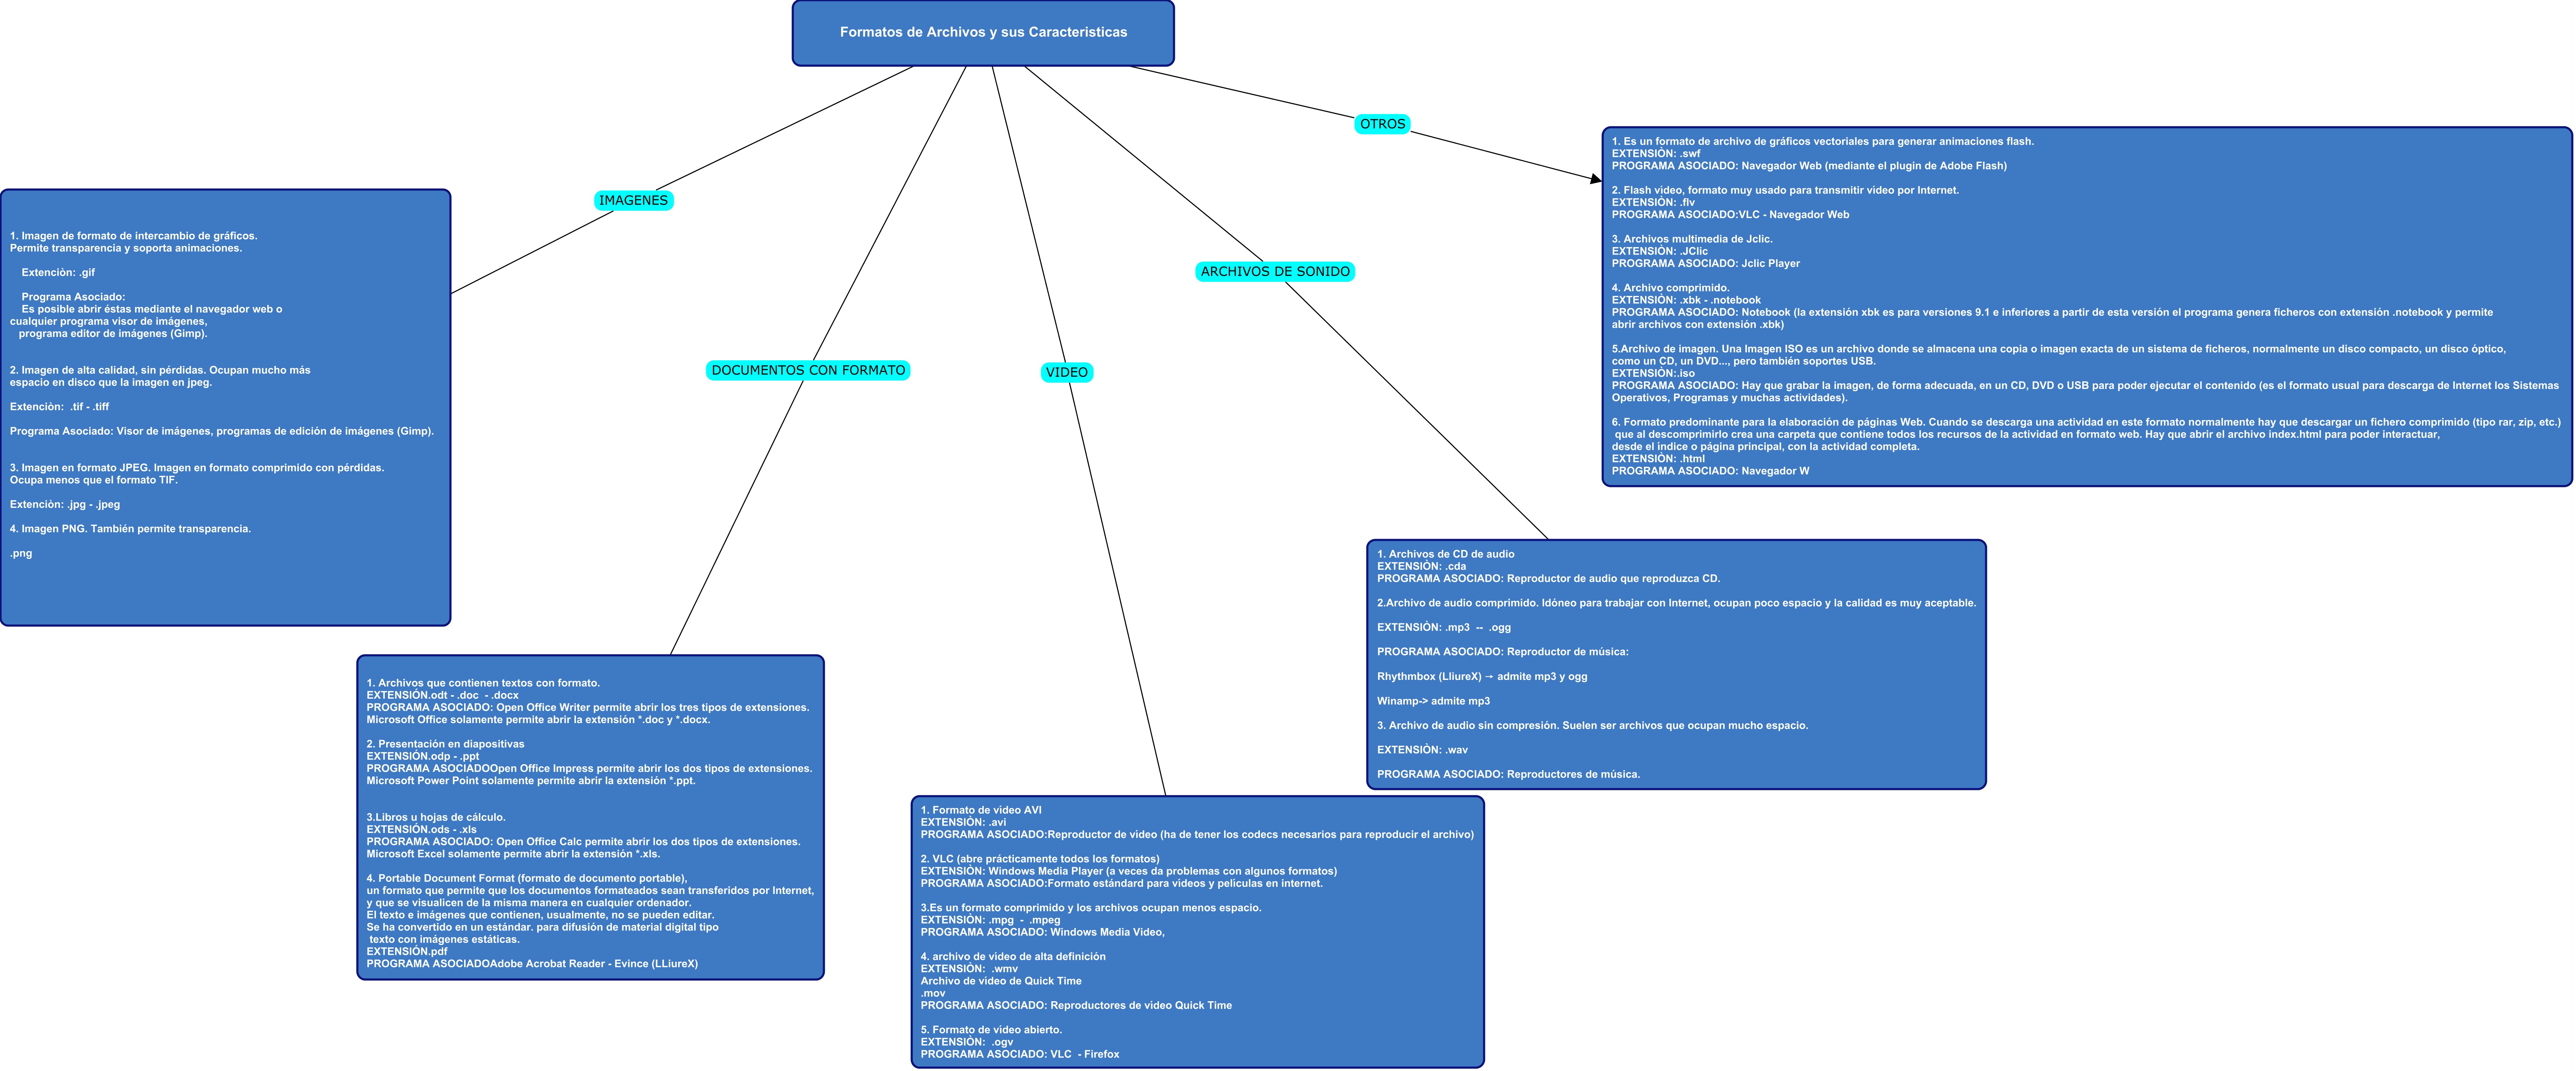 Formatos de Archivos y sus Caracteristicas
IMAGENES
1. Imagen de formato de intercambio de gráficos.
Permite transparencia y soporta animaciones.
Extenciòn: .gif
Programa Asociado:
Es posible abrir éstas mediante el navegador web o
cualquier programa visor de imágenes,
programa editor de imágenes (Gimp).
2. Imagen de alta calidad, sin pérdidas. Ocupan mucho más
espacio en disco que la imagen en jpeg.
Extenciòn:  .tif - .tiff
Programa Asociado: Visor de imágenes, programas de edición de imágenes (Gimp).
3. Imagen en formato JPEG. Imagen en formato comprimido con pérdidas.
Ocupa menos que el formato TIF.
Extenciòn: .jpg - .jpeg
4. Imagen PNG. También permite transparencia.
.png
DOCUMENTOS CON FORMATO
1. Archivos que contienen textos con formato.
EXTENSIÓN.odt - .doc  - .docx
PROGRAMA ASOCIADO: Open Office Writer permite abrir los tres tipos de extensiones.
Microsoft Office solamente permite abrir la extensión *.doc y *.docx.
2. Presentación en diapositivas
EXTENSIÓN.odp - .ppt
PROGRAMA ASOCIADOOpen Office Impress permite abrir los dos tipos de extensiones.
Microsoft Power Point solamente permite abrir la extensión *.ppt.
3.Libros u hojas de cálculo.
EXTENSIÓN.ods - .xls
PROGRAMA ASOCIADO: Open Office Calc permite abrir los dos tipos de extensiones.
Microsoft Excel solamente permite abrir la extensión *.xls.
4. Portable Document Format (formato de documento portable),
un formato que permite que los documentos formateados sean transferidos por Internet,
y que se visualicen de la misma manera en cualquier ordenador.
El texto e imágenes que contienen, usualmente, no se pueden editar.
Se ha convertido en un estándar. para difusión de material digital tipo
texto con imágenes estáticas.
EXTENSIÓN.pdf
PROGRAMA ASOCIADOAdobe Acrobat Reader - Evince (LLiureX)
VIDEO
1. Formato de video AVI
EXTENSIÒN: .avi
PROGRAMA ASOCIADO:Reproductor de video (ha de tener los codecs necesarios para reproducir el archivo)
2. VLC (abre prácticamente todos los formatos)
EXTENSIÒN: Windows Media Player (a veces da problemas con algunos formatos)
PROGRAMA ASOCIADO:Formato estándar para videos y peliculas en internet.
3.Es un formato comprimido y los archivos ocupan menos espacio.
EXTENSIÒN: .mpg  -  .mpeg
PROGRAMA ASOCIADO: Windows Media Video,
4. archivo de video de alta definición
EXTENSIÒN:  .wmv
Archivo de vídeo de Quick Time
.mov
PROGRAMA ASOCIADO: Reproductores de video Quick Time
5. Formato de video abierto.
EXTENSIÒN:  .ogv
PROGRAMA ASOCIADO: VLC  - Firefox
ARCHIVOS DE SONIDO
1. Archivos de CD de audio
EXTENSIÒN: .cda
PROGRAMA ASOCIADO: Reproductor de audio que reproduzca CD.
2.Archivo de audio comprimido. Idóneo para trabajar con Internet, ocupan poco espacio y la calidad es muy aceptable.
EXTENSIÒN: .mp3  --  .ogg
PROGRAMA ASOCIADO: Reproductor de música:
Rhythmbox (LliureX) → admite mp3 y ogg
Winamp-> admite mp3
3. Archivo de audio sin compresión. Suelen ser archivos que ocupan mucho espacio.
EXTENSIÒN: .wav
PROGRAMA ASOCIADO: Reproductores de música.
OTROS
1. Es un formato de archivo de gráficos vectoriales para generar animaciones flash.
EXTENSIÒN: .swf
PROGRAMA ASOCIADO: Navegador Web (mediante el plugin de Adobe Flash)
2. Flash video, formato muy usado para transmitir video por Internet.
EXTENSIÒN: .flv
PROGRAMA ASOCIADO:VLC - Navegador Web
3. Archivos multimedia de Jclic.
EXTENSIÒN: .JClic
PROGRAMA ASOCIADO: Jclic Player
4. Archivo comprimido.
EXTENSIÒN: .xbk - .notebook
PROGRAMA ASOCIADO: Notebook (la extensión xbk es para versiones 9.1 e inferiores a partir de esta versión el programa genera ficheros con extensión .notebook y permite
abrir archivos con extensión .xbk)
5.Archivo de imagen. Una Imagen ISO es un archivo donde se almacena una copia o imagen exacta de un sistema de ficheros, normalmente un disco compacto, un disco óptico,
como un CD, un DVD..., pero también soportes USB.
EXTENSIÒN:.iso
PROGRAMA ASOCIADO: Hay que grabar la imagen, de forma adecuada, en un CD, DVD o USB para poder ejecutar el contenido (es el formato usual para descarga de Internet los Sistemas
Operativos, Programas y muchas actividades).
6. Formato predominante para la elaboración de páginas Web. Cuando se descarga una actividad en este formato normalmente hay que descargar un fichero comprimido (tipo rar, zip, etc.)
que al descomprimirlo crea una carpeta que contiene todos los recursos de la actividad en formato web. Hay que abrir el archivo index.html para poder interactuar,
desde el índice o página principal, con la actividad completa.
EXTENSIÒN: .html
PROGRAMA ASOCIADO: Navegador W